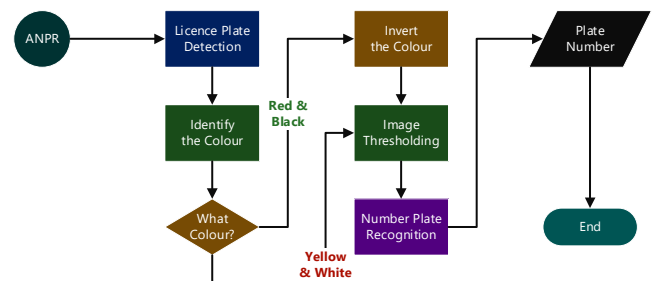 ANPR
Licence Plate
Detection
Identify
the Colour
What
Colour?
Red &
Black
Yellow
& White
Invert
the Colour
Image
Thresholding
Number Plate
Recognition
Plate
Number
End